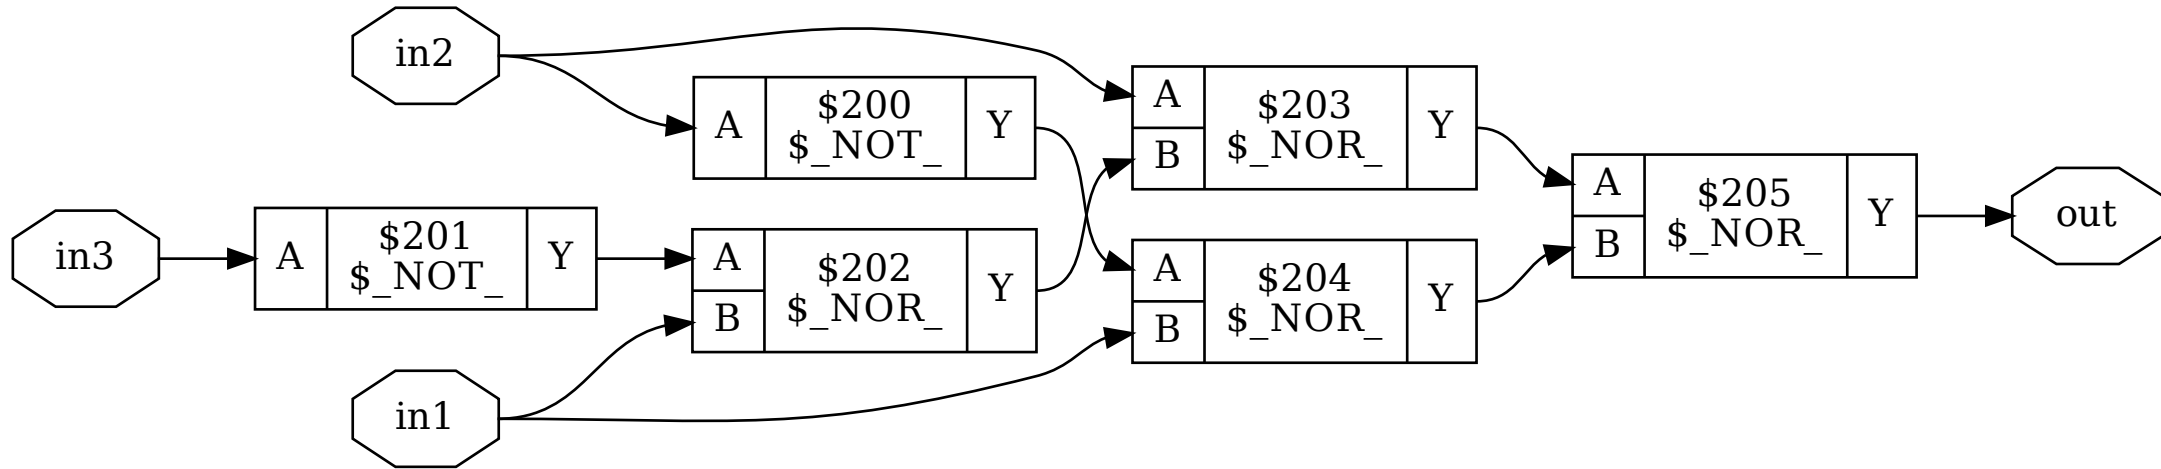 in2
A
$200
$_NOT_
Y
A
B
$203
$_NOR_
Y
in3
A
$201
$_NOT_
Y
A
B
$202
$_NOR_
Y
A
B
$204
$_NOR_
Y
A
B
$205
$_NOR_
Y
out
in1